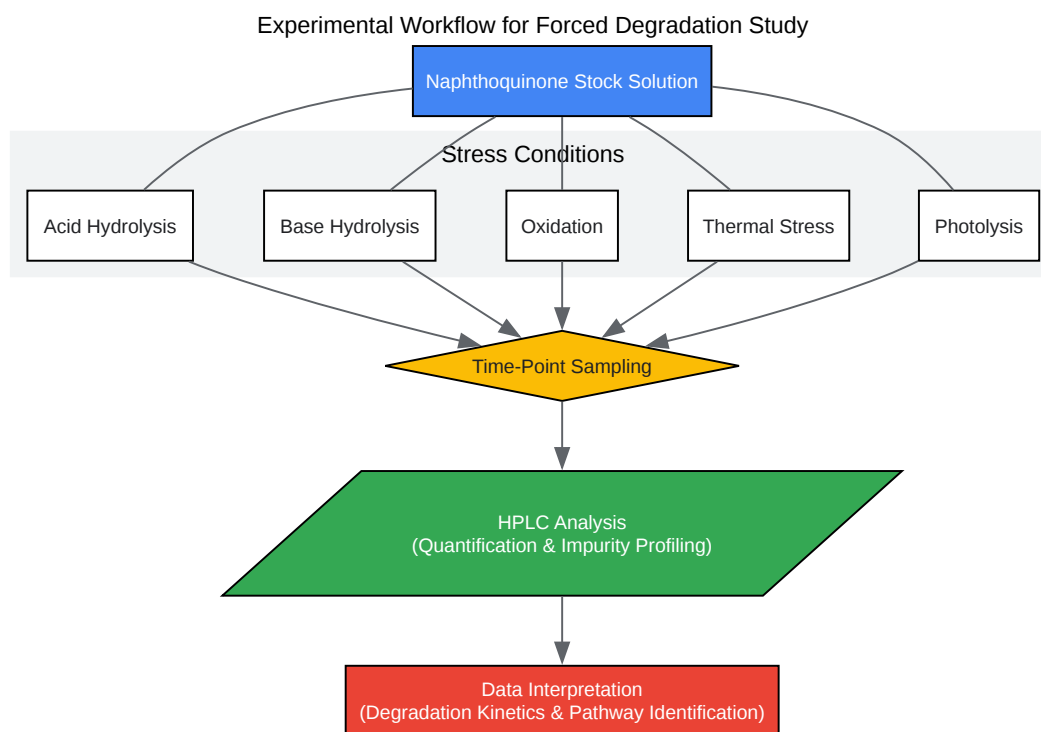 Experimental Workflow for Forced Degradation Study
Naphthoquinone Stock Solution
Stress Conditions
Acid Hydrolysis
Base Hydrolysis
Oxidation
Thermal Stress
Photolysis
Time-Point Sampling
HPLC Analysis
(Quantification & Impurity Profiling)
Data Interpretation
(Degradation Kinetics & Pathway Identification)